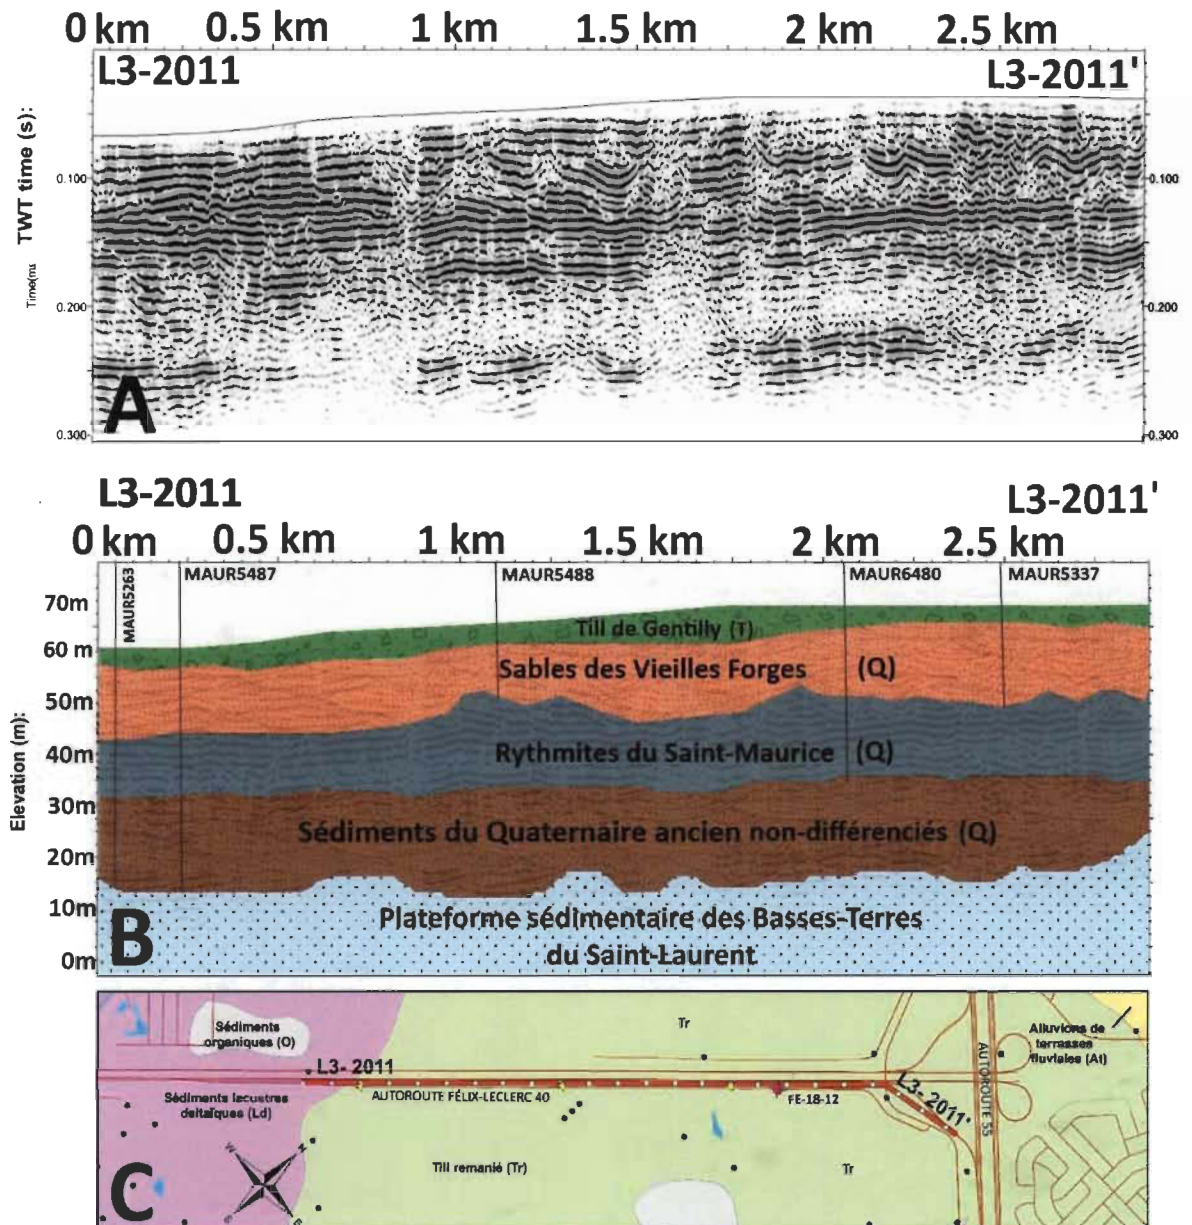 0 km 0.5 km 1 km 1.5 km 2 km 2.5 km
L3-2011 L3-2011'
TWT time (s):
0.100 0.100
0.200 0.200
0.300 0.300
A
L3-2011 L3-2011'
0 km 0.5 km 1 km 1.5 km 2 km 2.5 km
MAUR5263 MAUR5487 MAUR5488 MAUR6480 MAUR5337
Elevation (m):
70m
60 m
50m
40m
30m
20m
10m
0m
Till de Gentilly (T)
Sables des Vieilles Forges (Q)
Rythmites du Saint-Maurice (Q)
Sédiments du Quaternaire ancien non-différenciés (Q)
Plateforme sédimentaire des Basses-Terres
du Saint-Laurent
B
Sédiments
organiques (O)
Tr
Alluvions de
terrasses
fluviales (At)
L3- 2011
Sédiments lacustres
deltaïques (Ld)
AUTOROUTE FÉLIX-LECLERC 40
FE-18-12
L3- 2011'
AUTOROUTE 55
Till remanié (Tr)
Tr
W N
S E
C